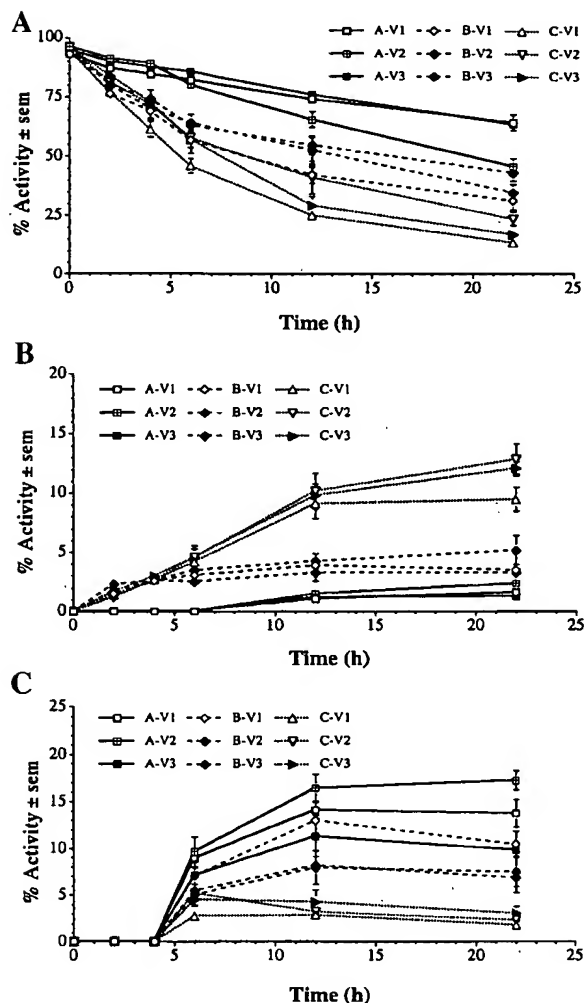 A
% Activity ± sem
100
75
50
25
0
A-V1 B-V1 C-V1
A-V2 B-V2 C-V2
A-V3 B-V3 C-V3
0 5 10 15 20 25
Time (h)
B
% Activity ± sem
20
15
10
5
0
A-V1 B-V1 C-V1
A-V2 B-V2 C-V2
A-V3 B-V3 C-V3
0 5 10 15 20 25
Time (h)
C
% Activity ± sem
25
20
15
10
5
0
A-V1 B-V1 C-V1
A-V2 B-V2 C-V2
A-V3 B-V3 C-V3
0 5 10 15 20 25
Time (h)